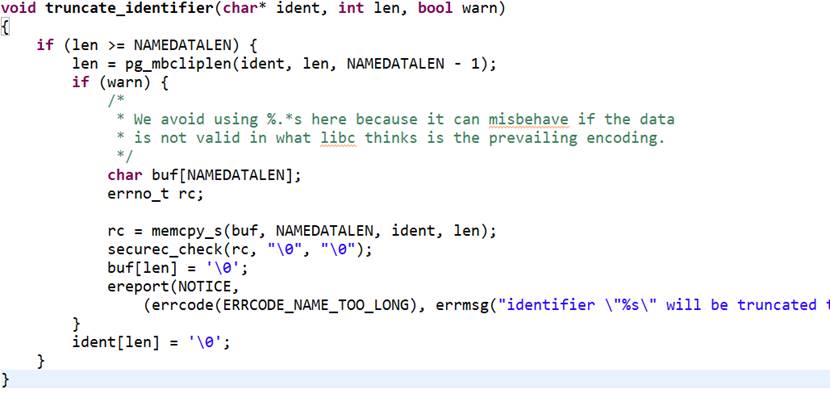 void truncate_identifier(char* ident, int len, bool warn)
{
    if (len >= NAMEDATALEN) {
        len = pg_mbcliplen(ident, len, NAMEDATALEN - 1);
        if (warn) {
            /*
             * We avoid using %.*s here because it can misbehave if the data
             * is not valid in what libc thinks is the prevailing encoding.
             */
            char buf[NAMEDATALEN];
            errno_t rc;

            rc = memcpy_s(buf, NAMEDATALEN, ident, len);
            securec_check(rc, "\0", "\0");
            buf[len] = '\0';
            ereport(NOTICE,
                (errcode(ERRCODE_NAME_TOO_LONG), errmsg("identifier \"%s\" will be truncated
        }
        ident[len] = '\0';
    }
}